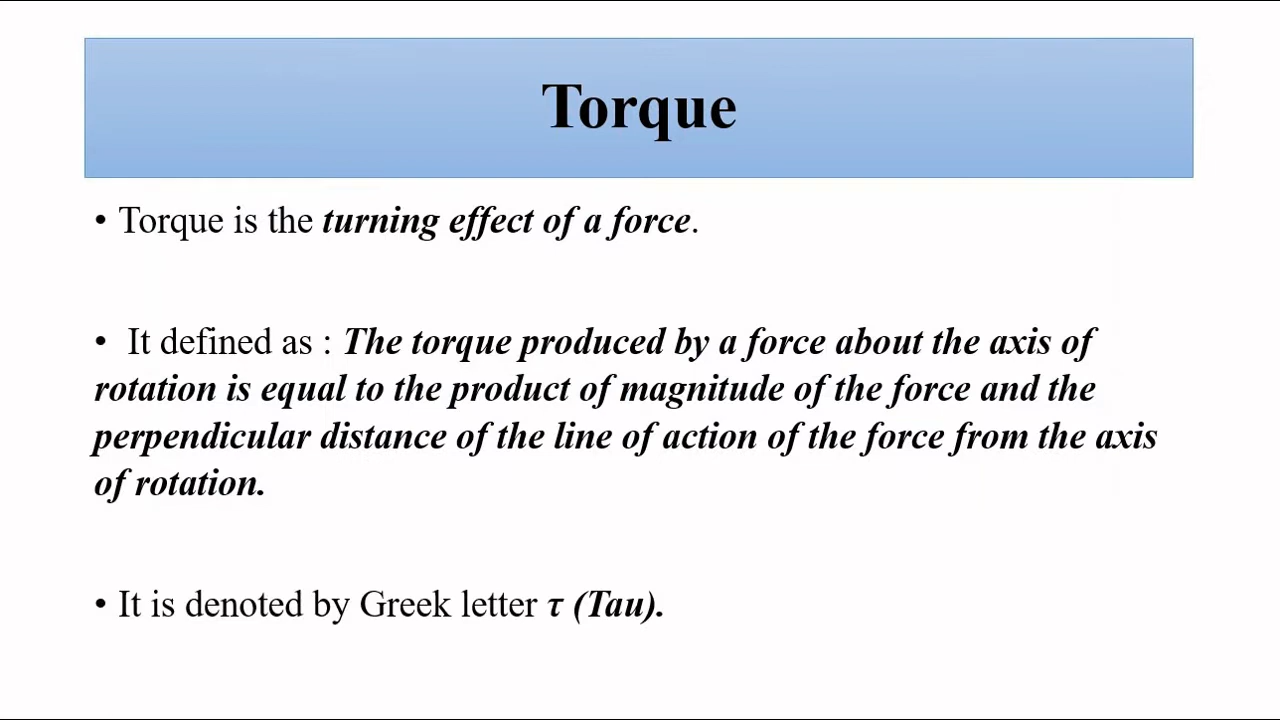 Torque
• Torque is the turning effect of a force.
• It defined as : The torque produced by a force about the axis of
rotation is equal to the product of magnitude of the force and the
perpendicular distance of the line of action of the force from the axis
of rotation.
• It is denoted by Greek letter τ (Tau).